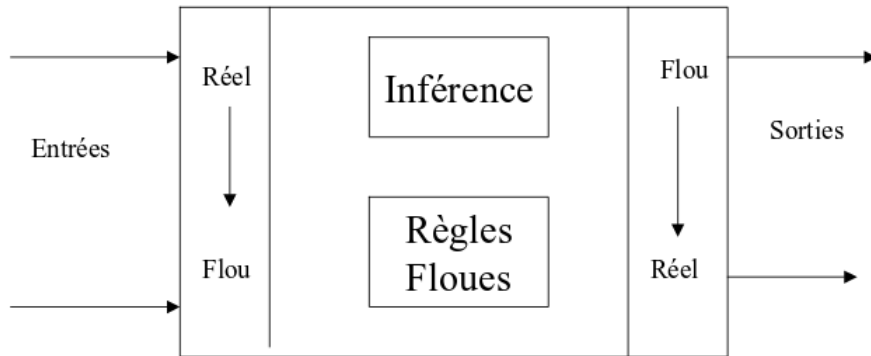 Entrées
Réel
Flou
Inférence
Règles
Floues
Flou
Réel
Sorties